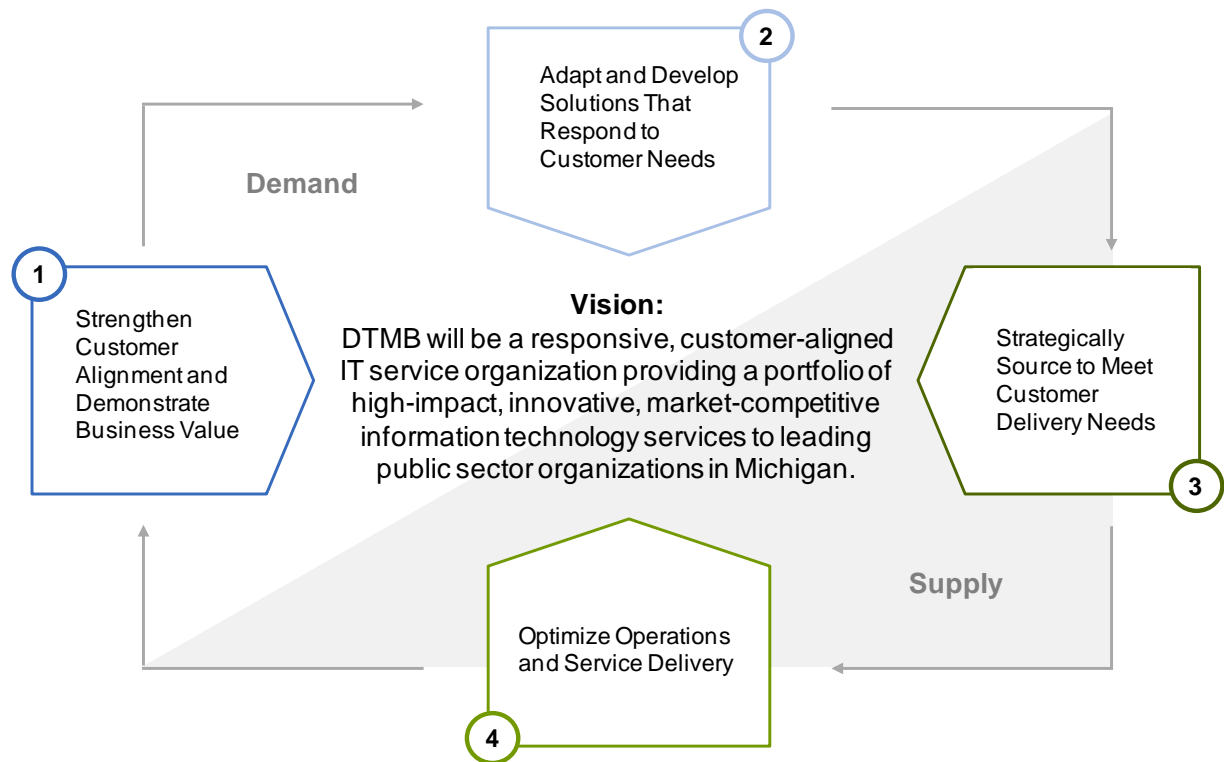 2
Adapt and Develop
Solutions That
Respond to
Customer Needs
Demand
1
Strengthen
Customer
Alignment and
Demonstrate
Business Value
Vision:
DTMB will be a responsive, customer-aligned
IT service organization providing a portfolio of
high-impact, innovative, market-competitive
information technology services to leading
public sector organizations in Michigan.
Strategically
Source to Meet
Customer
Delivery Needs
3
Supply
Optimize Operations
and Service Delivery
4